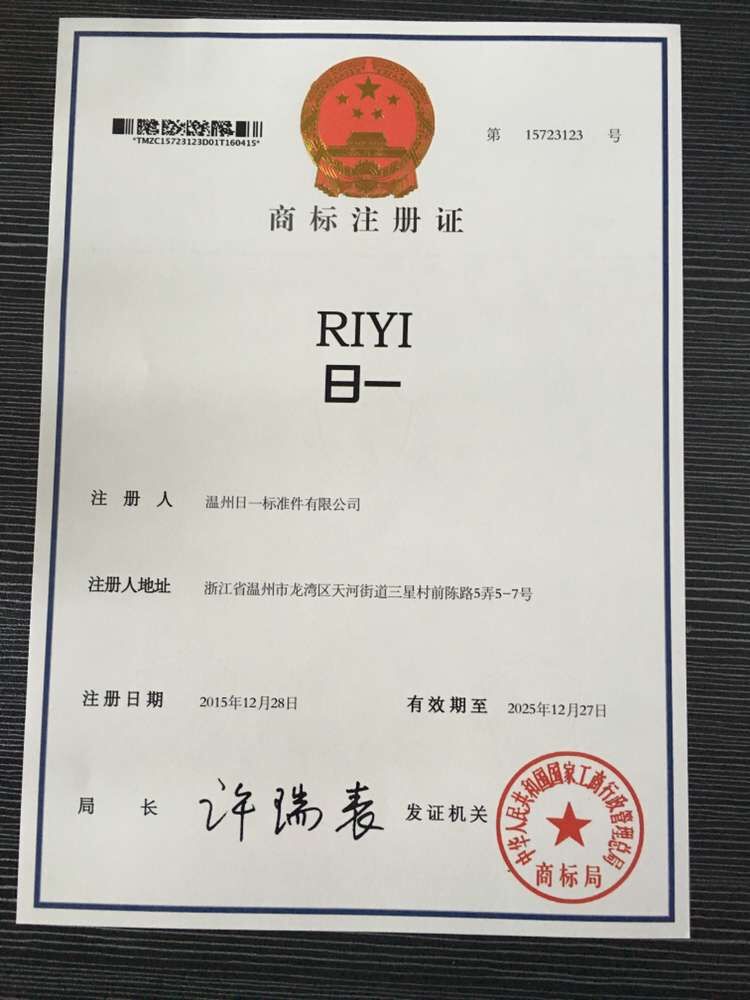 *TMZC15723123D01T160415*
第 15723123 号
商标注册证
RIYI
日一
注册人 温州日一标准件有限公司
注册人地址 浙江省温州市龙湾区天河街道三星村前陈路5弄5-7号
注册日期 2015年12月28日 有效期至 2025年12月27日
局长 许瑞表 发证机关
中华人民共和国国家工商行政管理总局
商标局